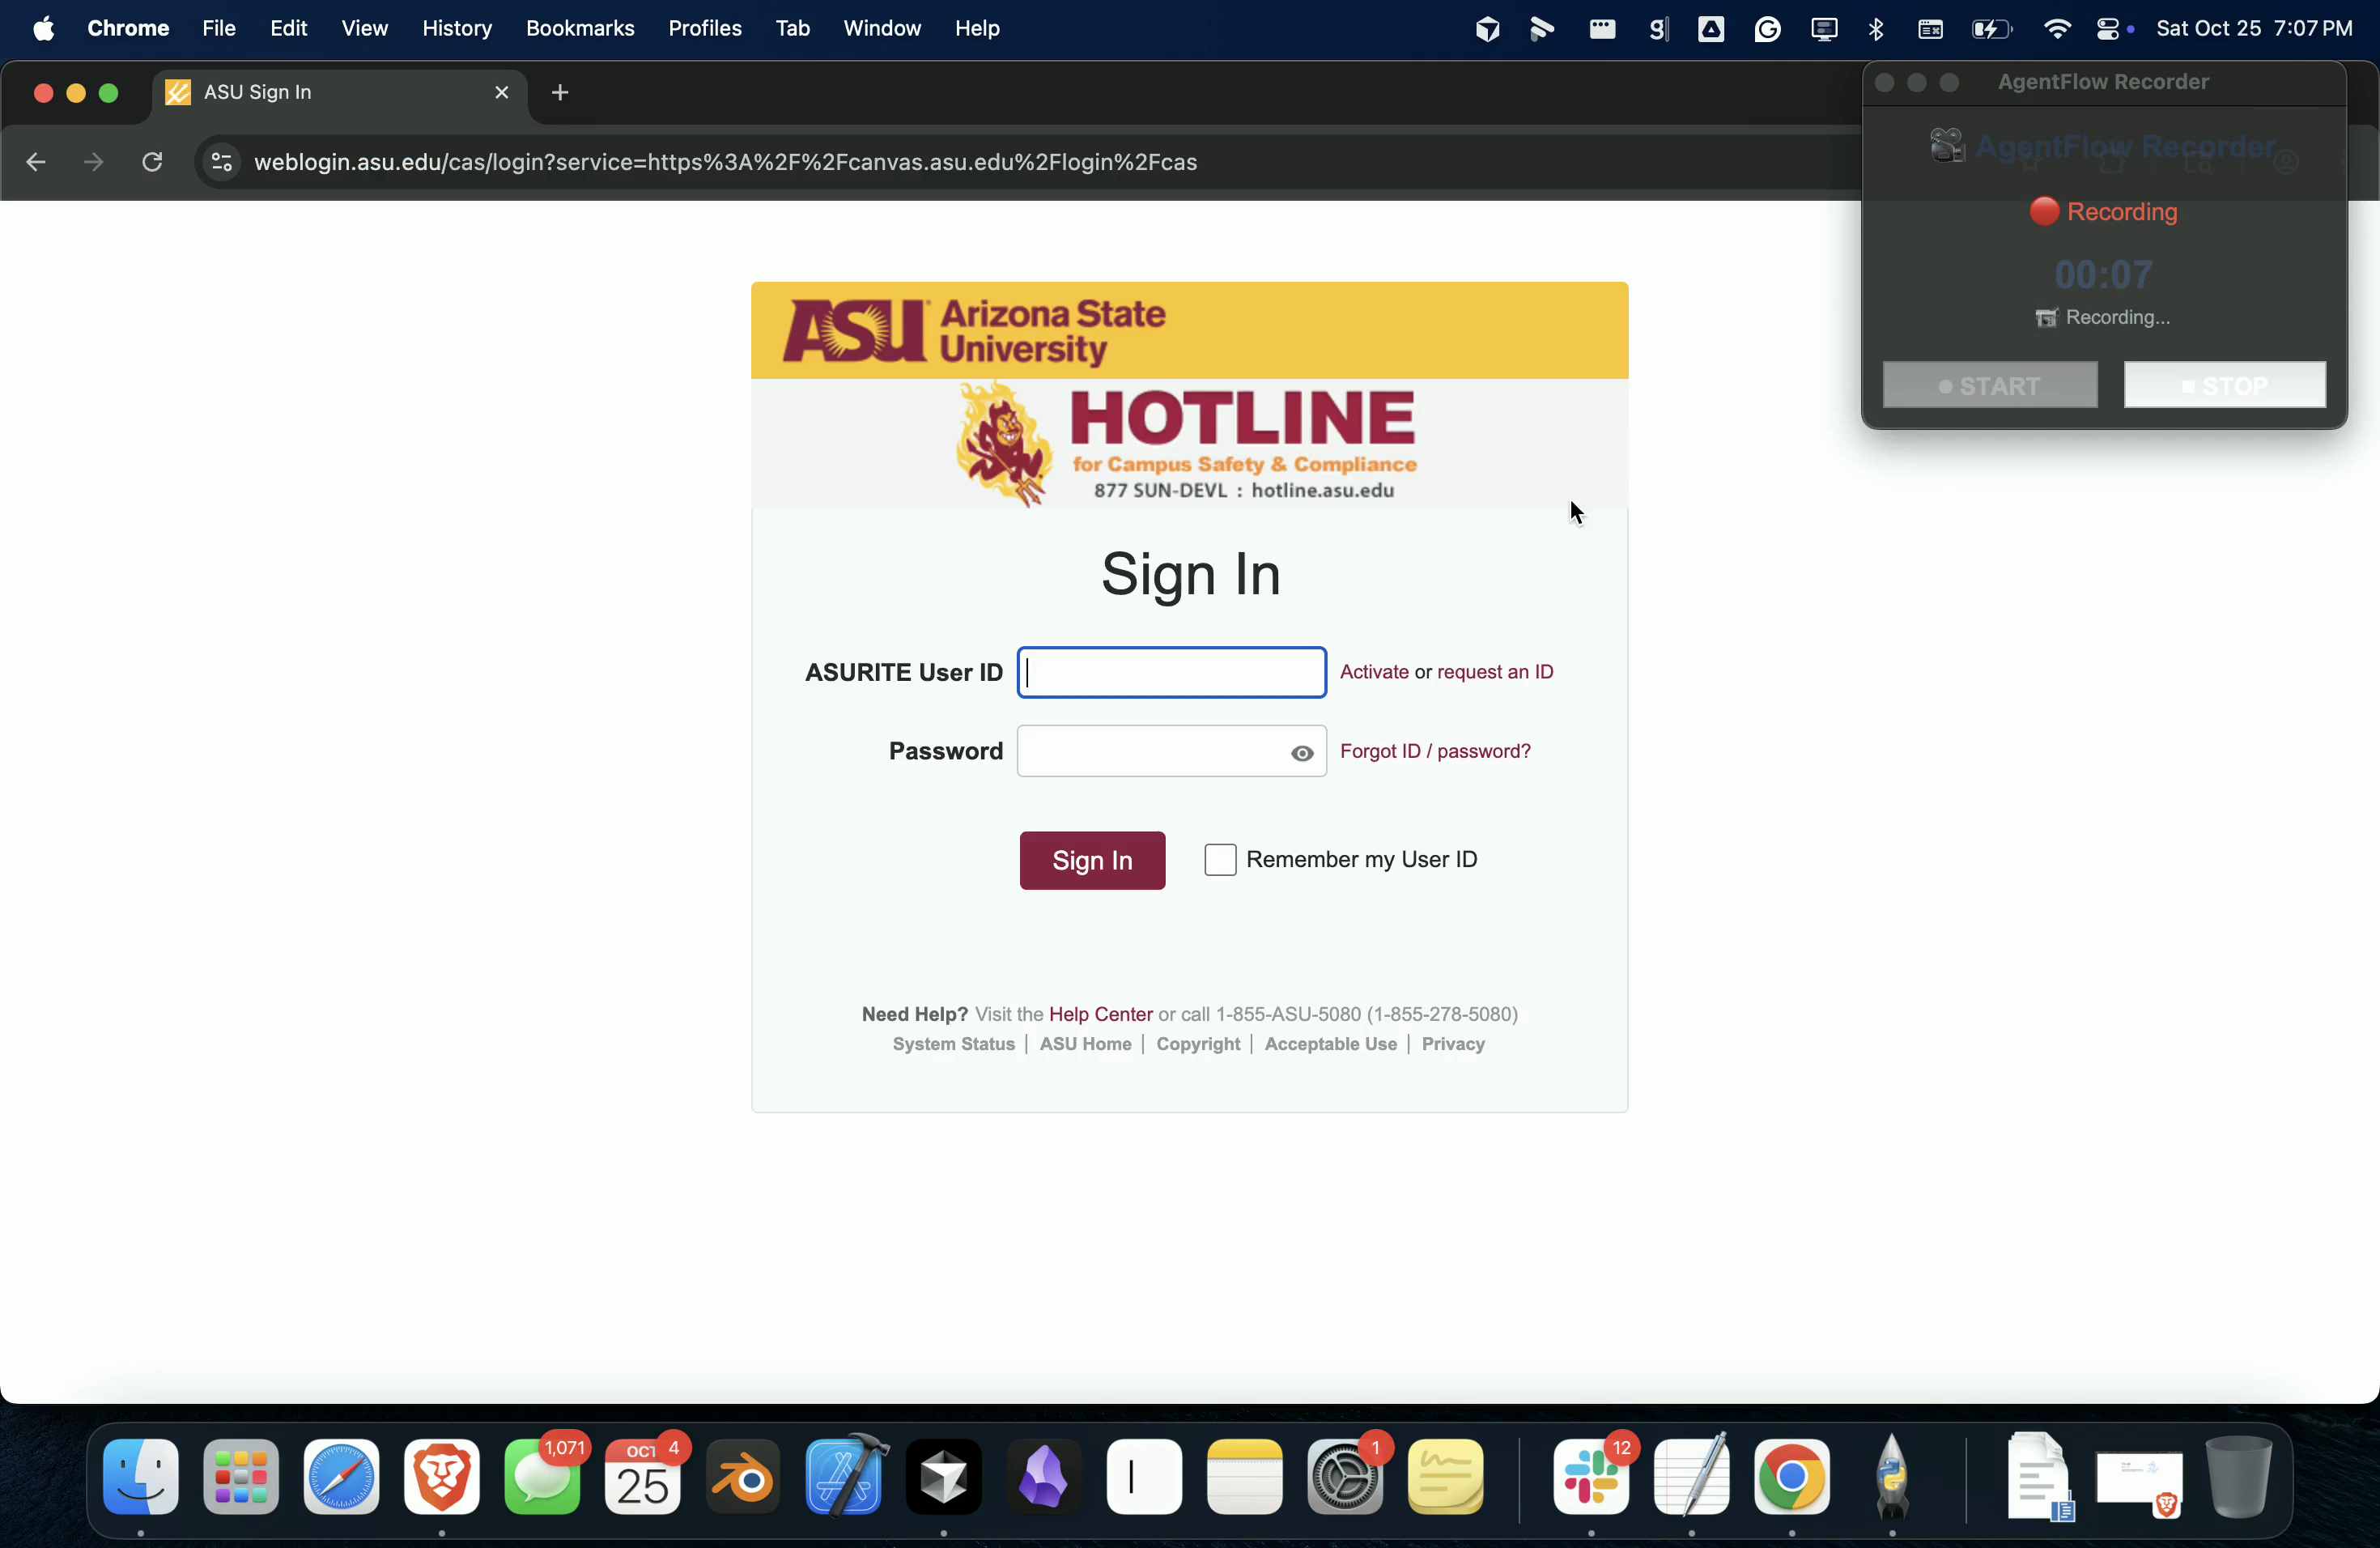 Chrome File Edit View History Bookmarks Profiles Tab Window Help Sat Oct 25 7:07 PM
ASU Sign In
AgentFlow Recorder
weblogin.asu.edu/cas/login?service=https%3A%2F%2Fcanvas.asu.edu%2Flogin%2Fcas
AgentFlow Recorder
Recording
00:07
Recording...
START STOP
ASU Arizona State
University
HOTLINE
for Campus Safety & Compliance
877 SUN-DEVL : hotline.asu.edu
Sign In
ASURITE User ID Activate or request an ID
Password Forgot ID / password?
Sign In Remember my User ID
Need Help? Visit the Help Center or call 1-855-ASU-5080 (1-855-278-5080)
System Status | ASU Home | Copyright | Acceptable Use | Privacy
1,071 OCT 4 1 12
25